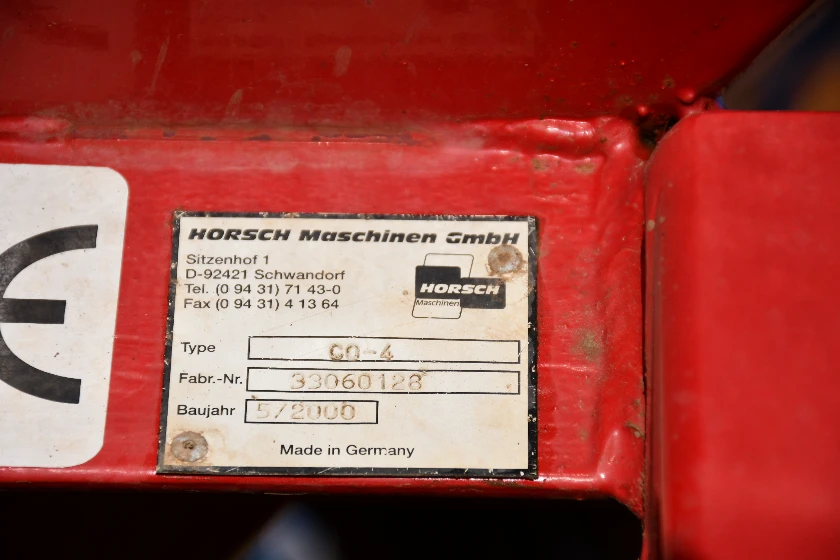 HORSCH Maschinen GmbH
Sitzenhof 1
D-92421 Schwandorf
Tel. (0 94 31) 71 43-0
Fax (0 94 31) 4 13 64
HORSCH
Maschinen
Type CO-4
Fabr.-Nr. 33060128
Baujahr 5/2000
Made in Germany
CE